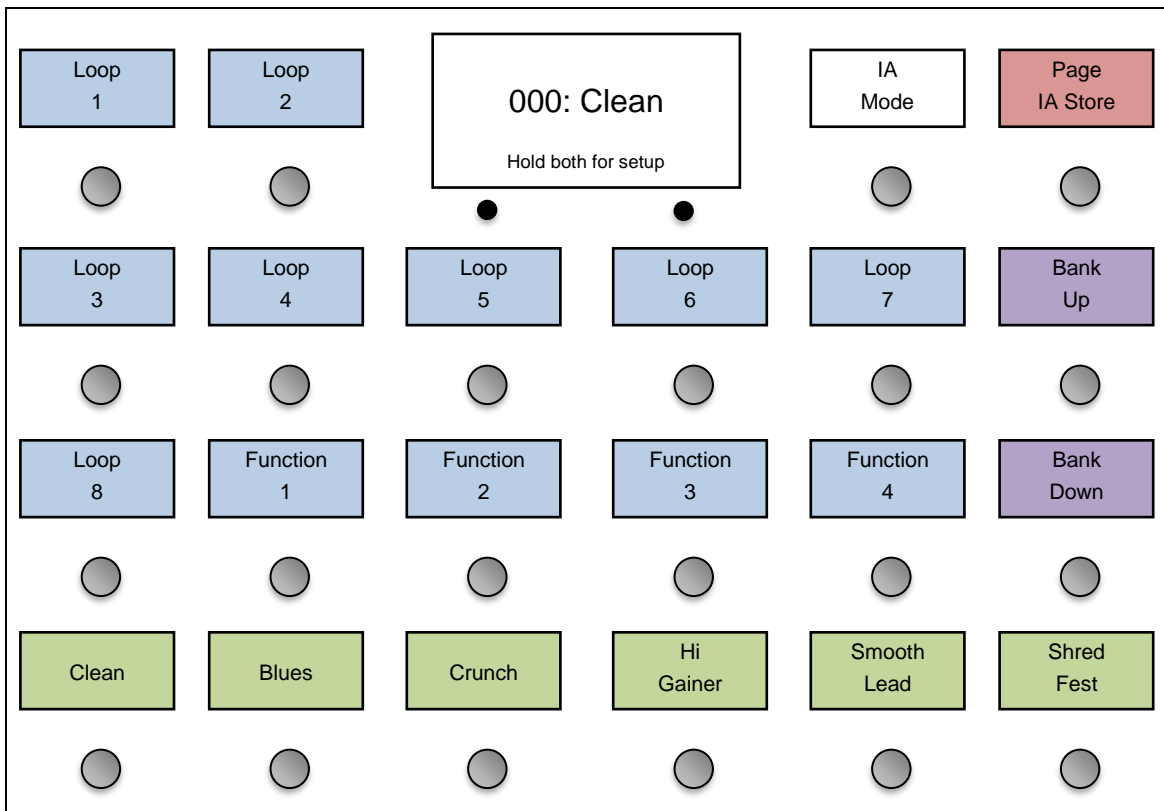 Loop
1
Loop
2
000: Clean
Hold both for setup
IA
Mode
Page
IA Store
Loop
3
Loop
4
Loop
5
Loop
6
Loop
7
Bank
Up
Loop
8
Function
1
Function
2
Function
3
Function
4
Bank
Down
Clean
Blues
Crunch
Hi
Gainer
Smooth
Lead
Shred
Fest